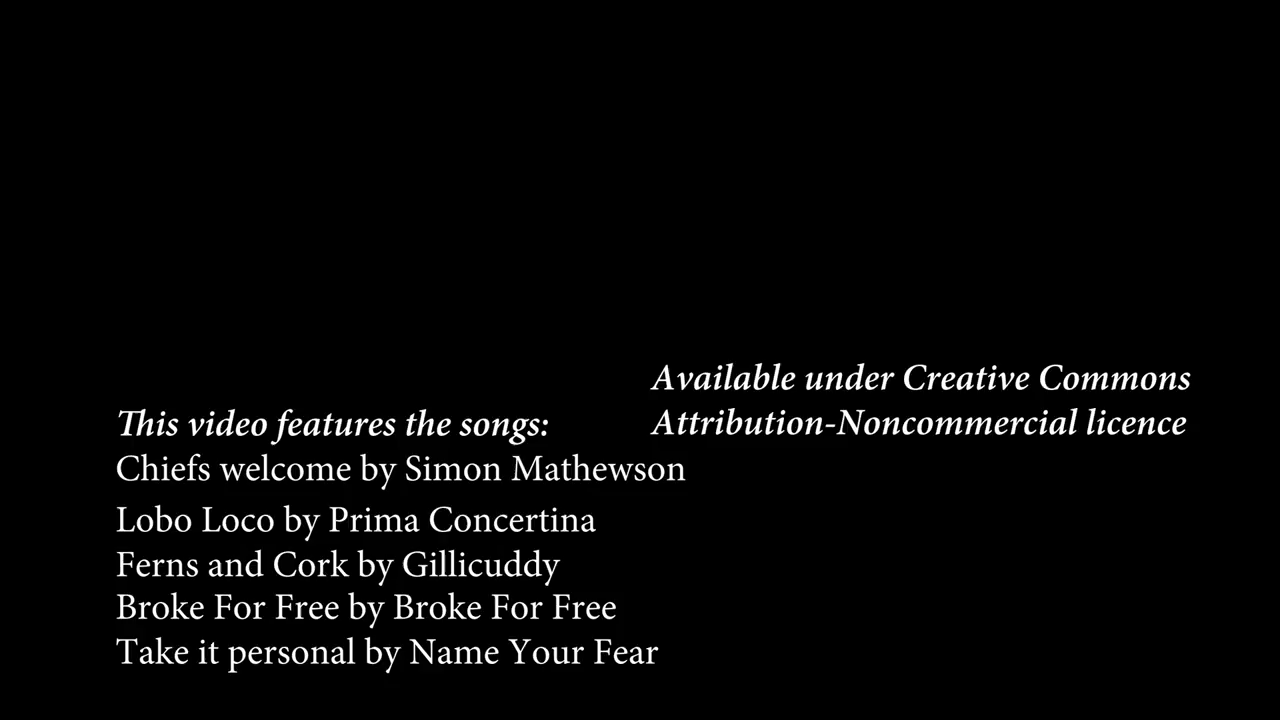 Available under Creative Commons
Attribution-Noncommercial licence
This video features the songs:
Chiefs welcome by Simon Mathewson
Lobo Loco by Prima Concertina
Ferns and Cork by Gillicuddy
Broke For Free by Broke For Free
Take it personal by Name Your Fear